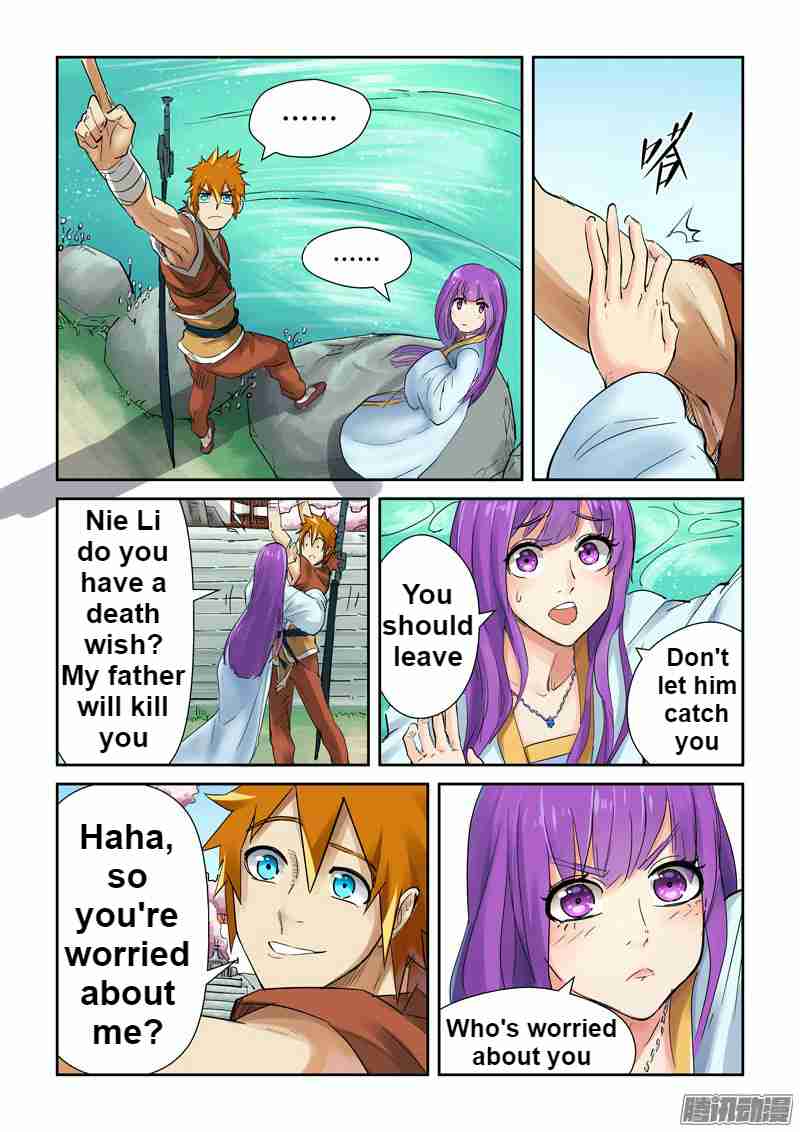 ......
......
嗒
Nie Li
do you
have a
death
wish?
My father
will kill
you
You
should
leave
Don't
let him
catch
you
Haha,
so
you're
worried
about
me?
Who's worried
about you
腾讯动漫